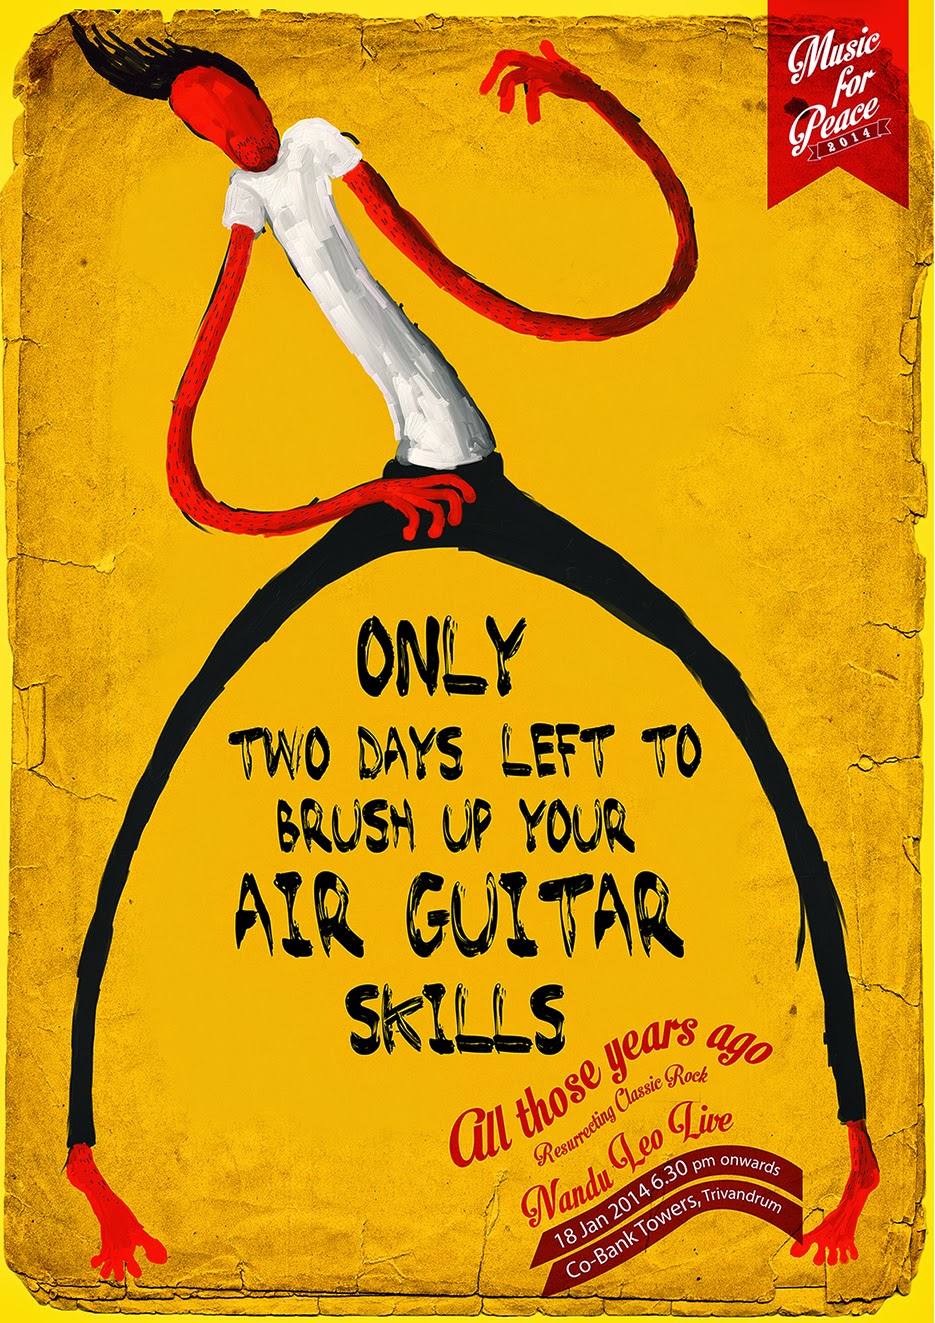 Music
for
Peace
2014
ONLY
TWO DAYS LEFT TO
BRUSH UP YOUR
AIR GUITAR
SKILLS
All those years ago
Resurrecting Classic Rock
Nandu Leo Live
18 Jan 2014 6.30 pm onwards
Co-Bank Towers, Trivandrum